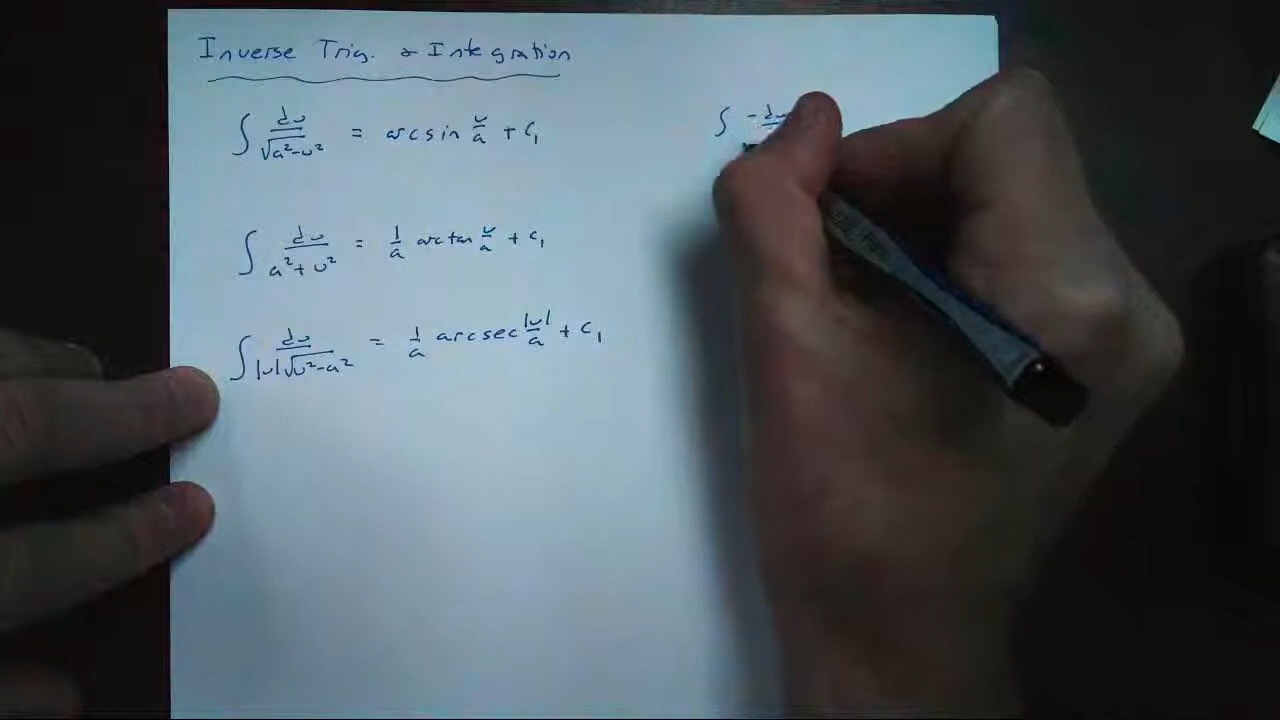 Inverse Trig. & Integration
∫ du/√(a²-u²) = arcsin u/a + C₁
∫ -du
∫ du/(a²+u²) = 1/a arctan u/a + C₁
∫ du/(|u|√(u²-a²)) = 1/a arcsec |u|/a + C₁